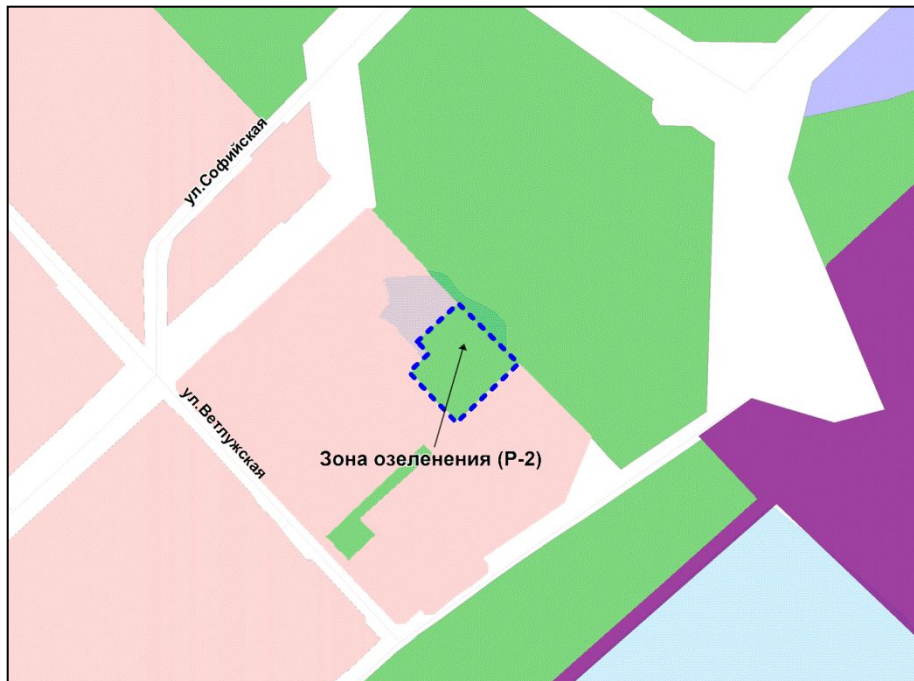 ул.Софийская
ул.Ветлужская
Зона озеленения (Р-2)